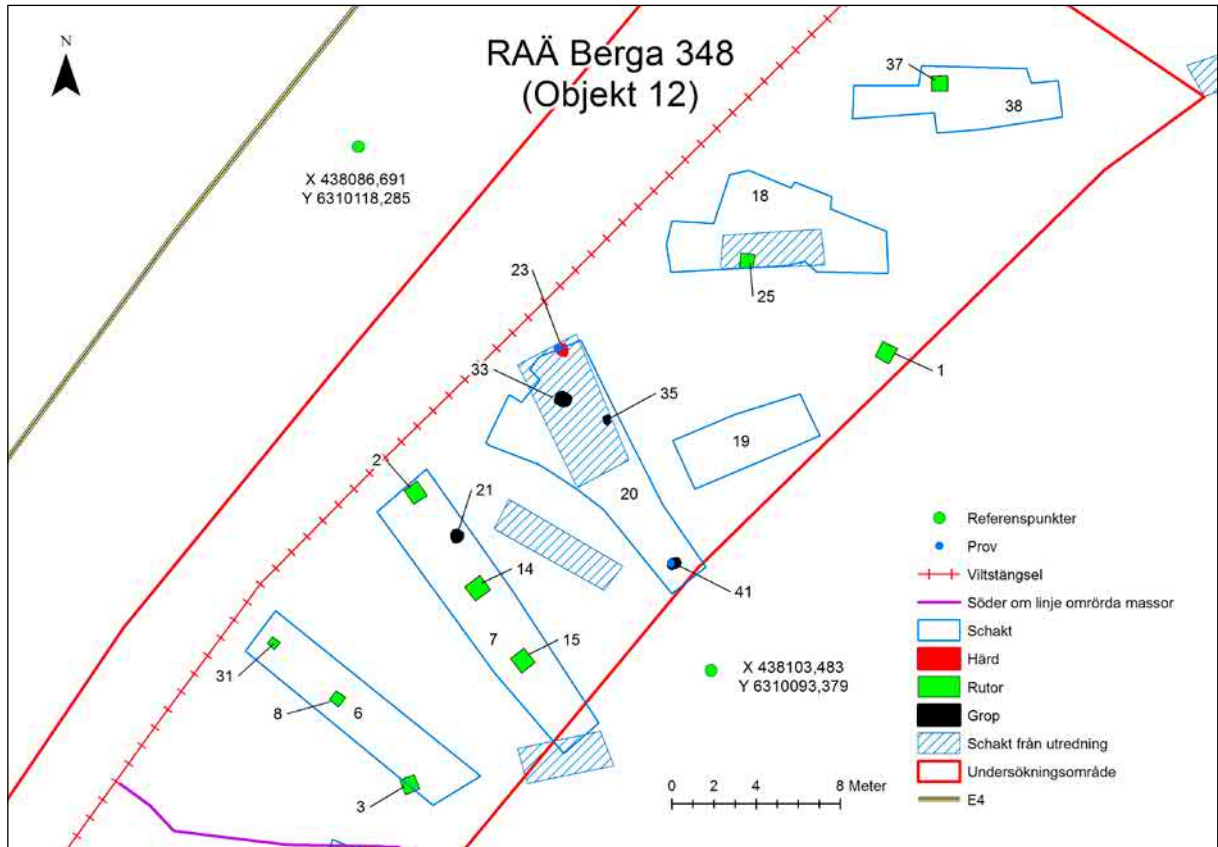 N
RAÄ Berga 348
(Objekt 12)
37
38
X 438086,691
Y 6310118,285
18
23
25
33
35
1
2
19
21
20
14
41
7
15
31
8
6
3
X 438103,483
Y 6310093,379
0 2 4 8 Meter
Referenspunkter
Prov
Viltstängsel
Söder om linje omrörda massor
Schakt
Härd
Rutor
Grop
Schakt från utredning
Undersökningsområde
E4